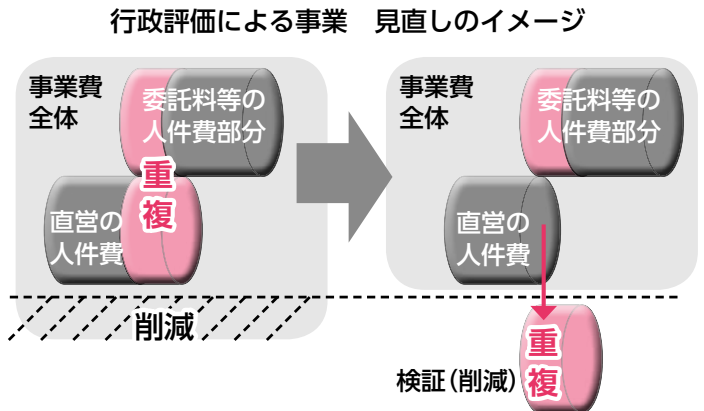 行政評価による事業　見直しのイメージ
事業費
全体
委託料等の
人件費部分
重
複
直営の
人件費
削減
事業費
全体
委託料等の
人件費部分
直営の
人件費
重
複
検証（削減）